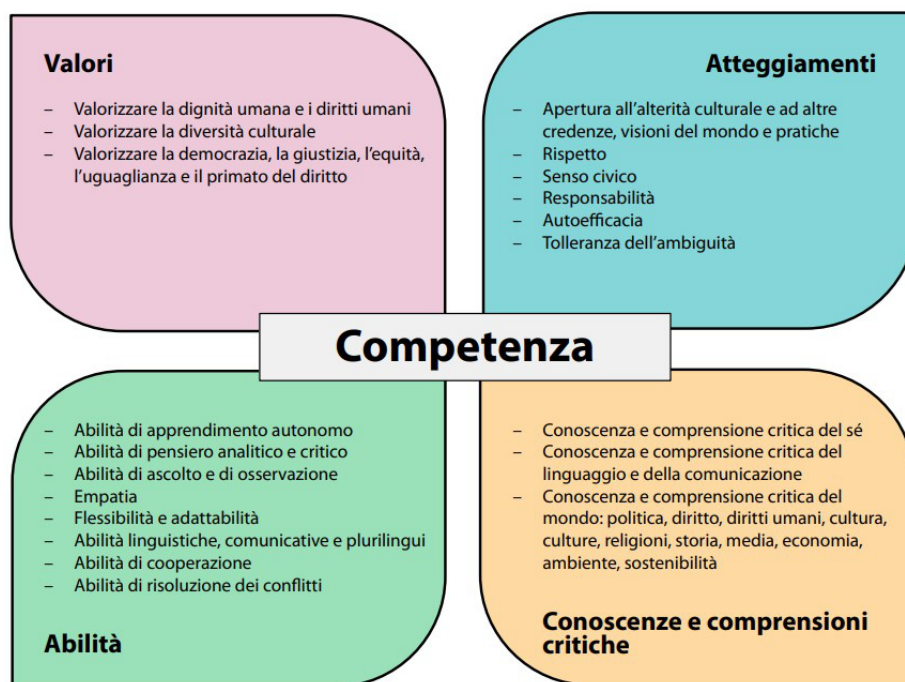 Valori
– Valorizzare la dignità umana e i diritti umani
– Valorizzare la diversità culturale
– Valorizzare la democrazia, la giustizia, l'equità,
l'uguaglianza e il primato del diritto
Atteggiamenti
– Apertura all'alterità culturale e ad altre
credenze, visioni del mondo e pratiche
– Rispetto
– Senso civico
– Responsabilità
– Autoefficacia
– Tolleranza dell'ambiguità
Competenza
– Abilità di apprendimento autonomo
– Abilità di pensiero analitico e critico
– Abilità di ascolto e di osservazione
– Empatia
– Flessibilità e adattabilità
– Abilità linguistiche, comunicative e plurilingui
– Abilità di cooperazione
– Abilità di risoluzione dei conflitti
Abilità
– Conoscenza e comprensione critica del sé
– Conoscenza e comprensione critica del
linguaggio e della comunicazione
– Conoscenza e comprensione critica del
mondo: politica, diritto, diritti umani, cultura,
culture, religioni, storia, media, economia,
ambiente, sostenibilità
Conoscenze e comprensioni
critiche